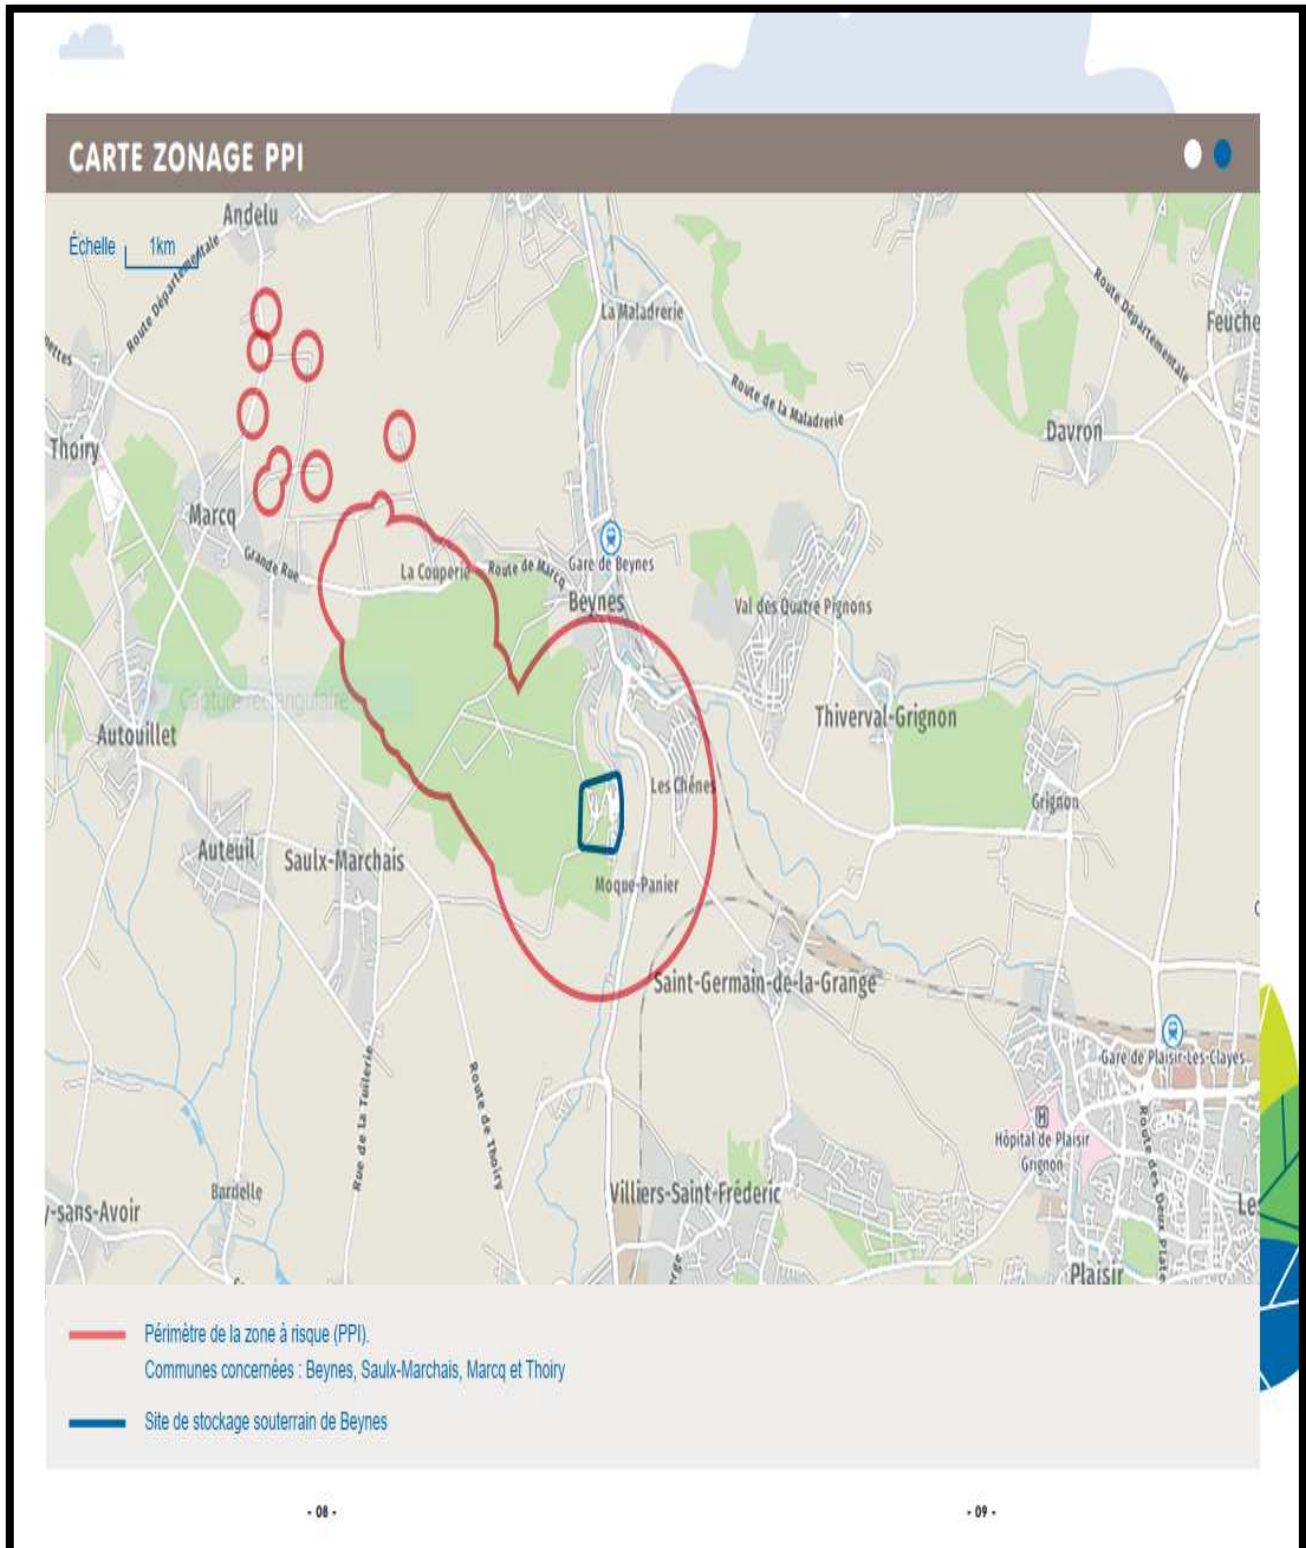 CARTE ZONAGE PPI
Andelu
Échelle 1km
Route Départementale
La Maladrerie
Route Départementale
Feuche
nettes
Route de la Maladrerie
Davron
Thoiry
Marcq
Grande Rue
La Couperie
Route de Marcq
Gare de Beynes
Beynes
Val des Quatre Pignons
Capture rectangulaire
Autouillet
Thiverval-Grignon
Les Chênes
Grignon
Auteuil
Saulx-Marchais
Moque-Panier
Saint-Germain-de-la-Grange
Gare de Plaisir-Les-Clayes
Rue de La Tuilerie
Route de Thoiry
H
Hôpital de Plaisir
Grignon
Route des Deux Plate
Bardelle
y-sans-Avoir
Villiers-Saint-Fréderic
Le
Plaisir
Périmètre de la zone à risque (PPI).
Communes concernées : Beynes, Saulx-Marchais, Marcq et Thoiry
Site de stockage souterrain de Beynes
- 08 -
- 09 -